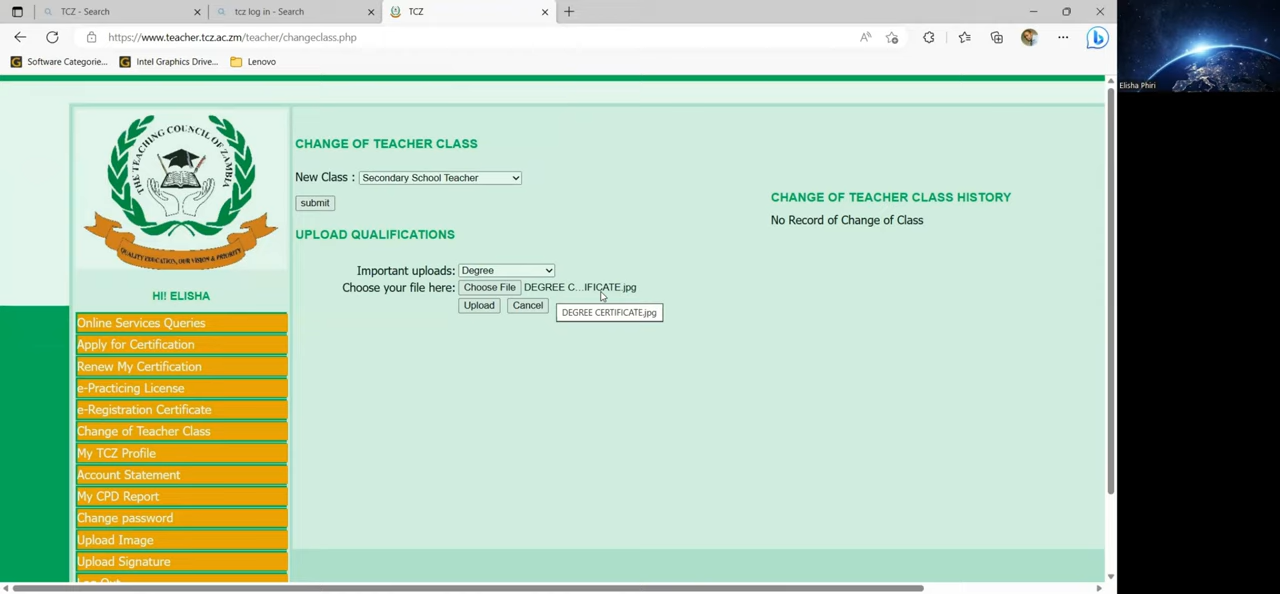 TCZ - Search
tcz log in - Search
TCZ
https://www.teacher.tcz.ac.zm/teacher/changeclass.php
Software Categorie...
Intel Graphics Drive...
Lenovo
Elisha Phiri
THE TEACHING COUNCIL OF ZAMBIA
QUALITY EDUCATION, OUR VISION & PRIORITY
HI! ELISHA
Online Services Queries
Apply for Certification
Renew My Certification
e-Practicing License
e-Registration Certificate
Change of Teacher Class
My TCZ Profile
Account Statement
My CPD Report
Change password
Upload Image
Upload Signature
Log Out
CHANGE OF TEACHER CLASS
New Class : Secondary School Teacher
submit
UPLOAD QUALIFICATIONS
Important uploads: Degree
Choose your file here: Choose File DEGREE C...IFICATE.jpg
Upload Cancel
DEGREE CERTIFICATE.jpg
CHANGE OF TEACHER CLASS HISTORY
No Record of Change of Class